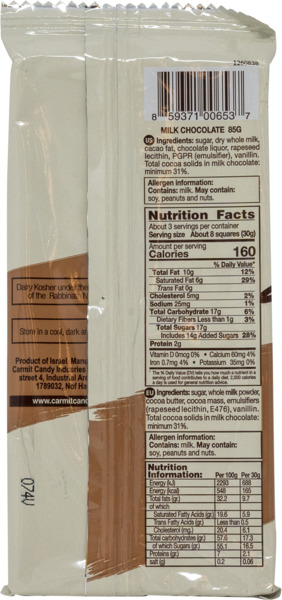 1260838
8 59371 00653 7
MILK CHOCOLATE 85G
US Ingredients: sugar, dry whole milk,
cacao fat, chocolate liquor, rapeseed
lecithin, PGPR (emulsifier), vanillin.
Total cocoa solids in milk chocolate:
minimum 31%.
Allergen information:
Contains: milk. May contain:
soy, peanuts and nuts.
Nutrition Facts
About 3 servings per container
Serving size About 8 squares (30g)
Amount per serving
Calories 160
% Daily Value*
Total Fat 10g 12%
Saturated Fat 6g 29%
Trans Fat 0g
Cholesterol 5mg 2%
Sodium 25mg 1%
Total Carbohydrate 17g 6%
Dietary Fibers Less than 1g 3%
Total Sugars 17g
Includes 14g Added Sugars 28%
Protein 2g
Vitamin D 0mcg 0% • Calcium 60mg 4%
Iron 0.7mg 4% • Potassium 35mg 0%
*The % Daily Value (DV) tells you how much a nutrient in a
serving of food contributes to a daily diet. 2,000 calories
a day is used for general nutrition advice.
EU Ingredients: sugar, whole milk powder,
cocoa butter, cocoa mass, emulsifiers
(rapeseed lecithin, E476), vanillin.
Total cocoa solids in milk chocolate:
minimum 31%.
Allergen information:
Contains: milk. May contain:
soy, peanuts and nuts.
Nutrition
Information: Per 100g Per 30g
Energy (kJ) 2293 688
Energy (kcal) 548 165
Total fats (gr.) 32.2 9.7
of which
Saturated Fatty Acids (gr.) 19.6 5.9
Trans Fatty Acids (gr.) Less than 0.5
Cholesterol (mg.) 20.4 6.1
Total carbohydrates (gr.) 57.6 17.3
of which Sugars (gr.) 55.1 16.5
Proteins (gr.) 7 2.1
salt (g) 0.2 0.06
Dairy Kosher under the
of the Rabbinate N
Store in a cool, dark
Product of Israel.
Carmit Candy Industries
street 4, Industrial
1789032, Nof Ha
www.carmitcand
074U